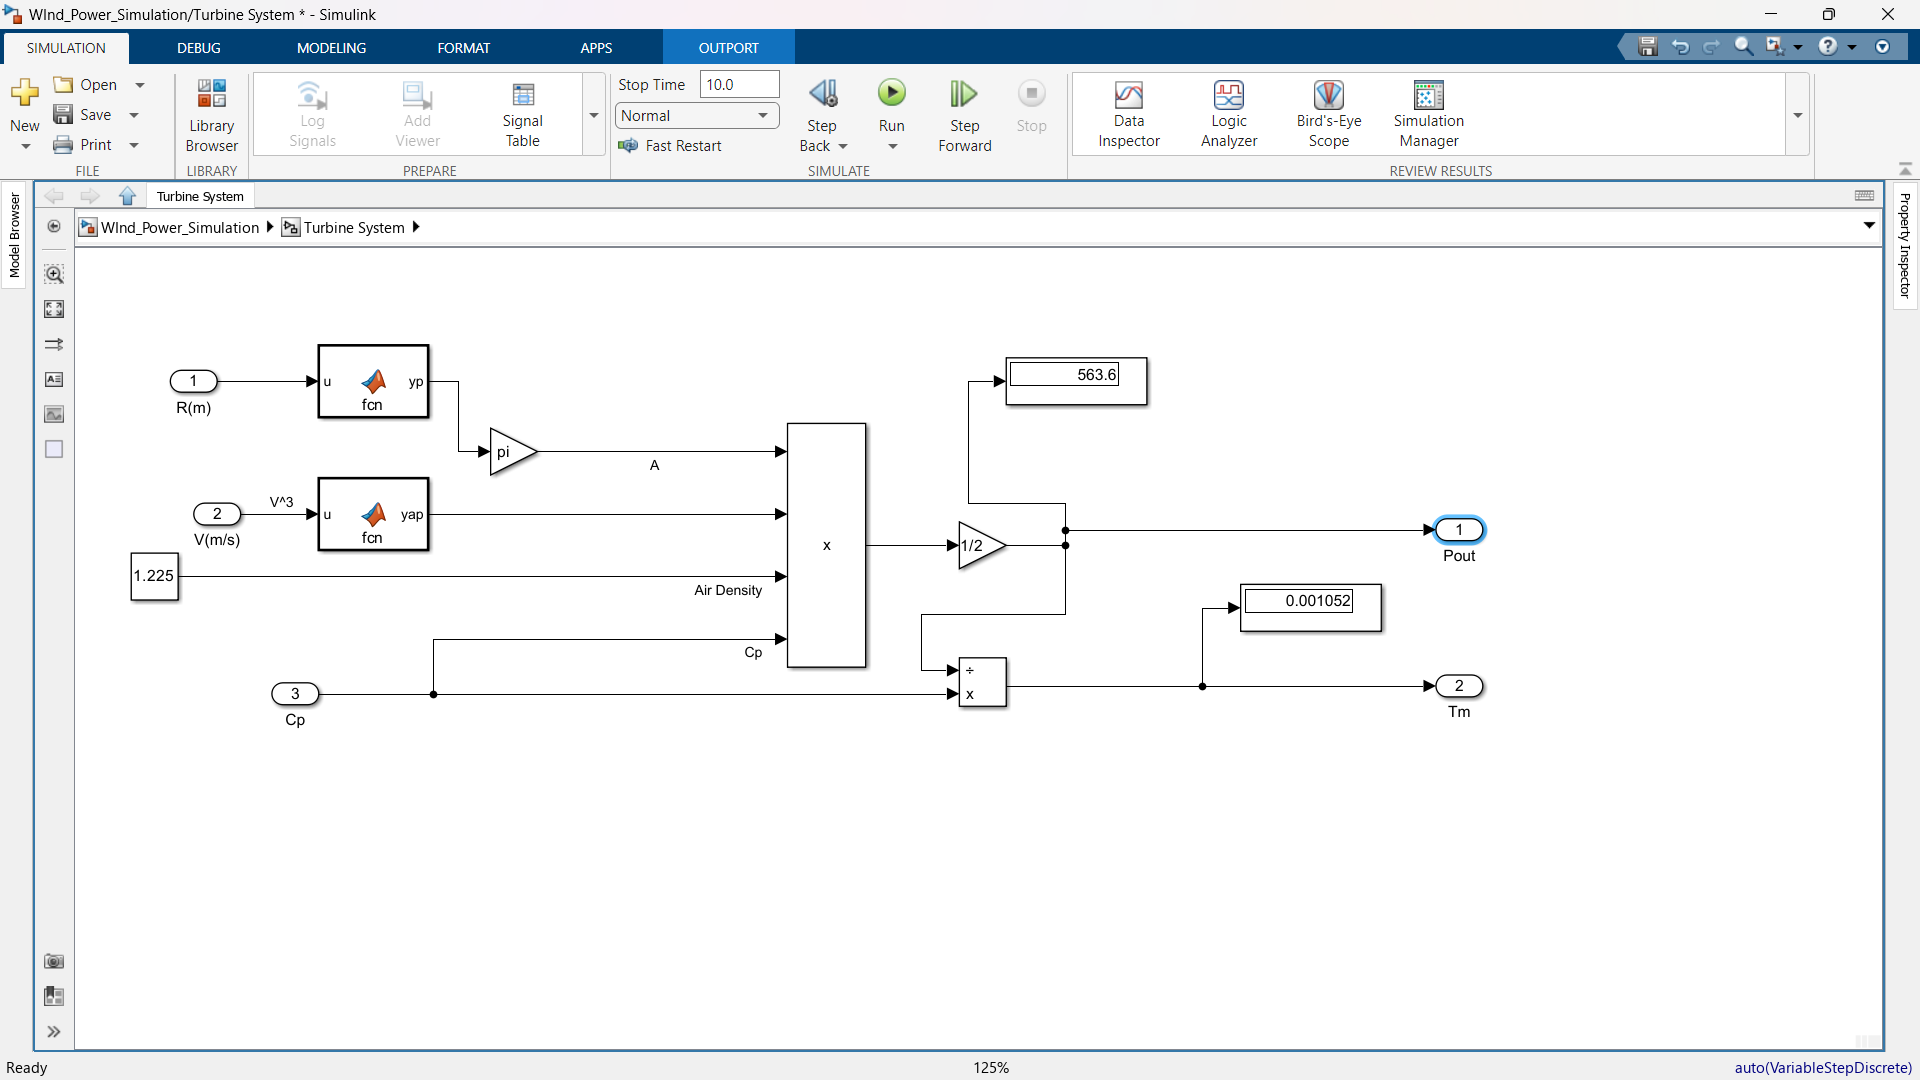 WInd_Power_Simulation/Turbine System * - Simulink
SIMULATION
DEBUG
MODELING
FORMAT
APPS
OUTPORT
New
Open
Save
Print
FILE
Library
Browser
LIBRARY
Log
Signals
Add
Viewer
Signal
Table
PREPARE
Stop Time
10.0
Normal
Fast Restart
Step
Back
Run
Step
Forward
Stop
SIMULATE
Data
Inspector
Logic
Analyzer
Bird's-Eye
Scope
Simulation
Manager
REVIEW RESULTS
Model Browser
Property Inspector
Turbine System
WInd_Power_Simulation
Turbine System
1
R(m)
u
fcn
yp
pi
A
2
V(m/s)
V^3
u
fcn
yap
1.225
Air Density
Cp
3
Cp
x
1/2
563.6
÷
x
0.001052
1
Pout
2
Tm
Ready
125%
auto(VariableStepDiscrete)